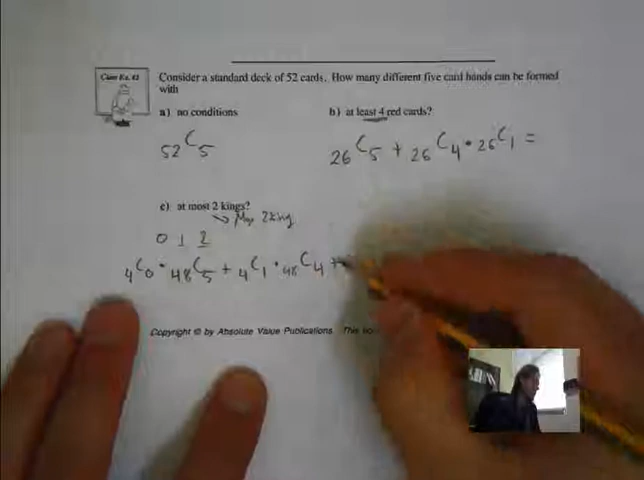 Class Ex. #3
Consider a standard deck of 52 cards. How many different five card hands can be formed
with
a) no conditions
b) at least 4 red cards?
₅₂C₅
₂₆C₅ + ₂₆C₄ · ₂₆C₁ =
c) at most 2 kings?
→ Max 2 king
0 1 2
₄C₀ · ₄₈C₅ + ₄C₁ · ₄₈C₄ +
Copyright © by Absolute Value Publications. This